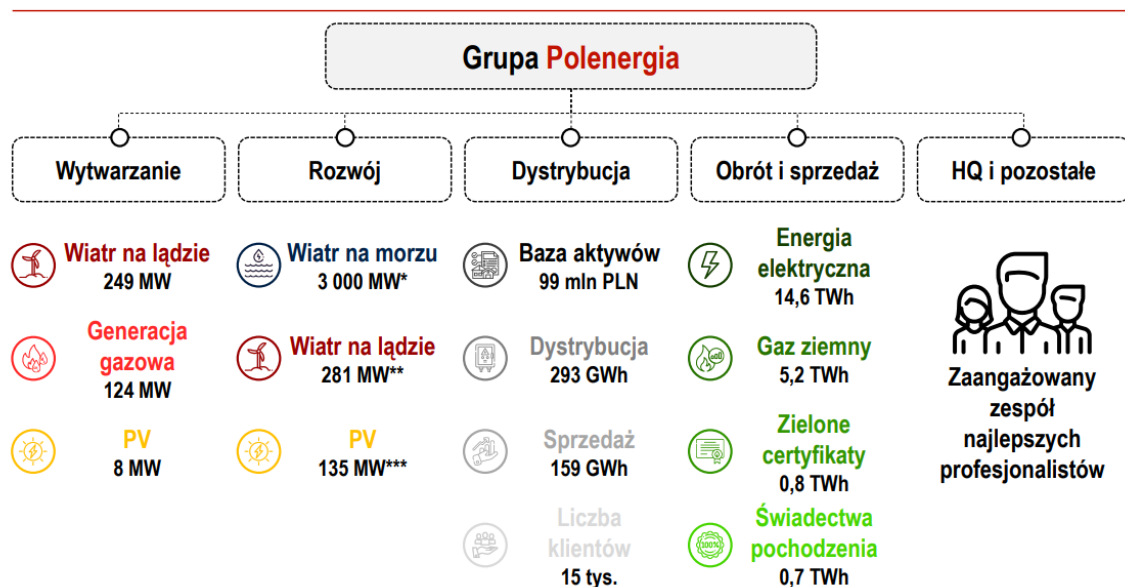 Grupa Polenergia
Wytwarzanie
Wiatr na lądzie
249 MW
Generacja
gazowa
124 MW
PV
8 MW
Rozwój
Wiatr na morzu
3 000 MW*
Wiatr na lądzie
281 MW**
PV
135 MW***
Dystrybucja
Baza aktywów
99 mln PLN
Dystrybucja
293 GWh
Sprzedaż
159 GWh
Liczba
klientów
15 tys.
Obrót i sprzedaż
Energia
elektryczna
14,6 TWh
Gaz ziemny
5,2 TWh
Zielone
certyfikaty
0,8 TWh
100%
Świadectwa
pochodzenia
0,7 TWh
HQ i pozostałe
Zaangażowany
zespół
najlepszych
profesjonalistów